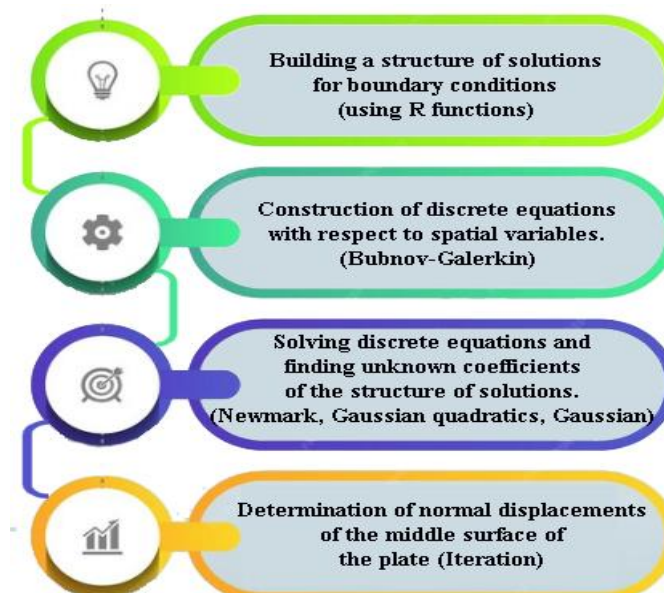 Building a structure of solutions
for boundary conditions
(using R functions)
Construction of discrete equations
with respect to spatial variables.
(Bubnov-Galerkin)
Solving discrete equations and
finding unknown coefficients
of the structure of solutions.
(Newmark, Gaussian quadratics, Gaussian)
Determination of normal displacements
of the middle surface of
the plate (Iteration)